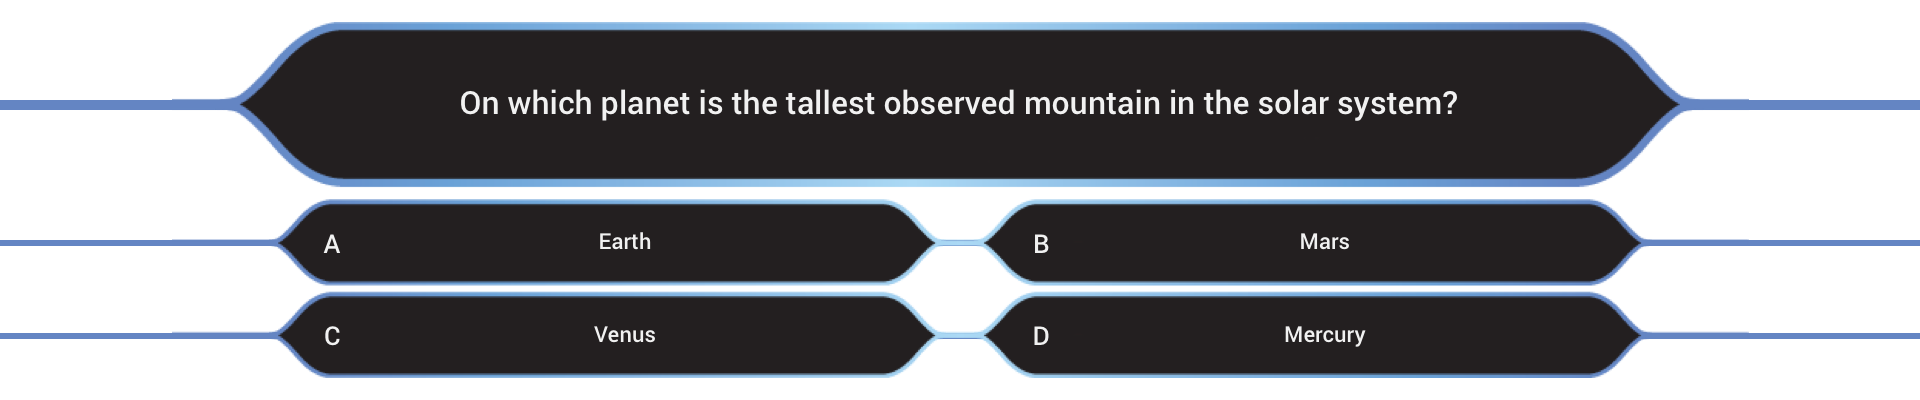 On which planet is the tallest observed mountain in the solar system?
A Earth
B Mars
C Venus
D Mercury